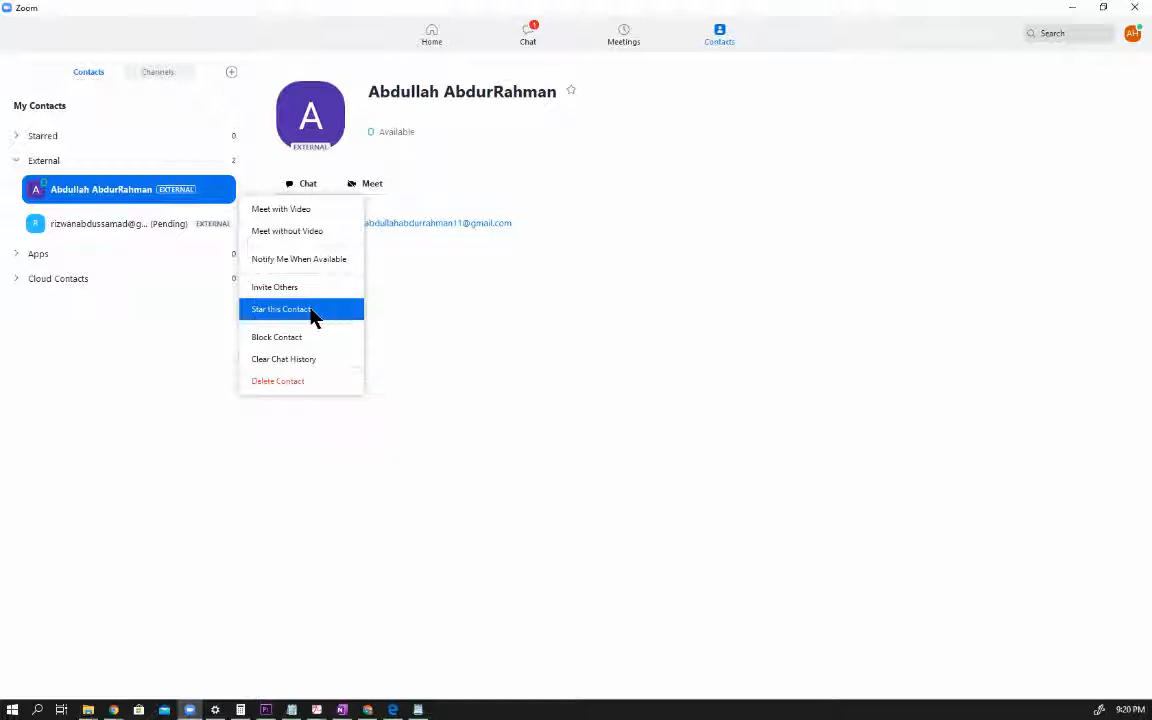 Zoom
Home
Chat
1
Meetings
Contacts
Search
AH
Contacts
Channels
My Contacts
Starred
0
External
2
A
Abdullah AbdurRahman
EXTERNAL
R
rizwanabdussamad@g... (Pending)
EXTERNAL
Apps
0
Cloud Contacts
0
A
EXTERNAL
Abdullah AbdurRahman
Available
Chat
Meet
abdullahabdurrahman11@gmail.com
Meet with Video
Meet without Video
Notify Me When Available
Invite Others
Star this Contact
Block Contact
Clear Chat History
Delete Contact
Pr
N
9:20 PM